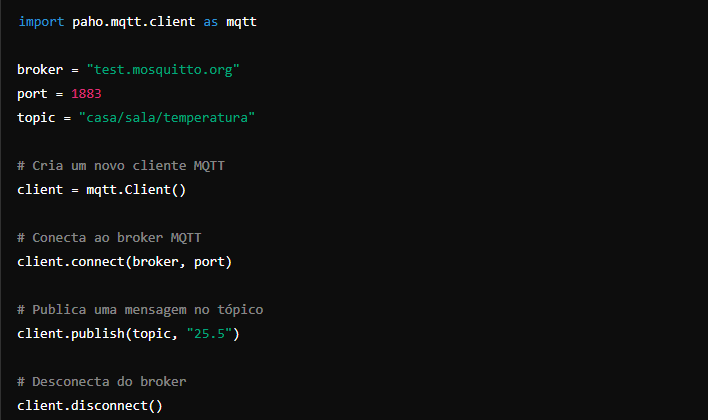 import paho.mqtt.client as mqtt
broker = "test.mosquitto.org"
port = 1883
topic = "casa/sala/temperatura"
# Cria um novo cliente MQTT
client = mqtt.Client()
# Conecta ao broker MQTT
client.connect(broker, port)
# Publica uma mensagem no tópico
client.publish(topic, "25.5")
# Desconecta do broker
client.disconnect()